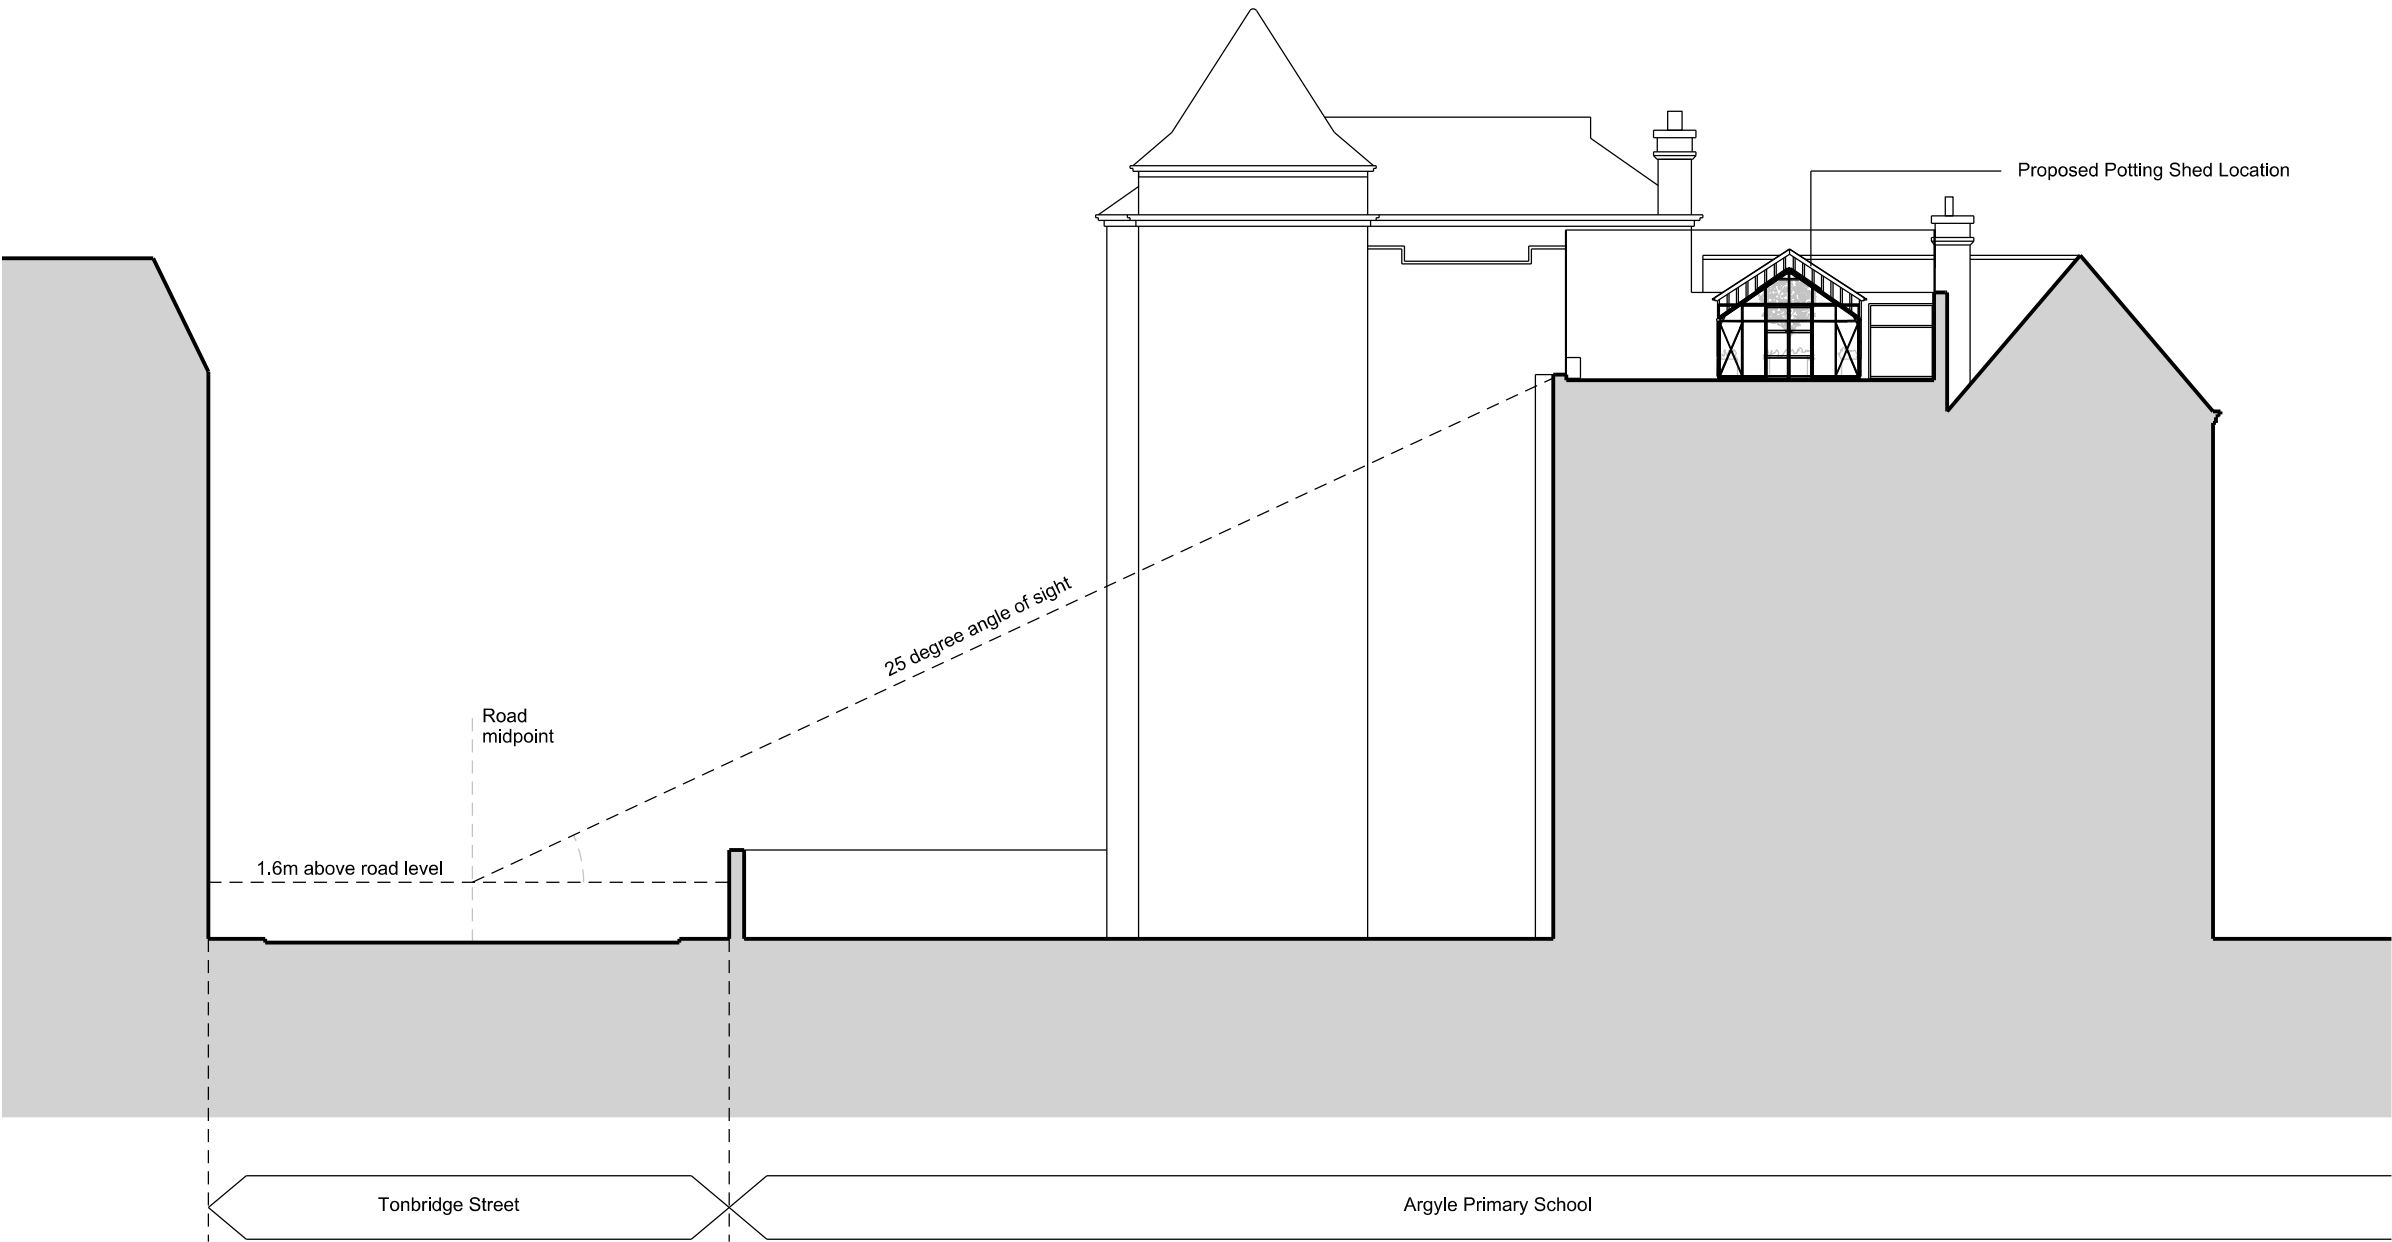 Proposed Potting Shed Location
25 degree angle of sight
Road
midpoint
1.6m above road level
Tonbridge Street
Argyle Primary School